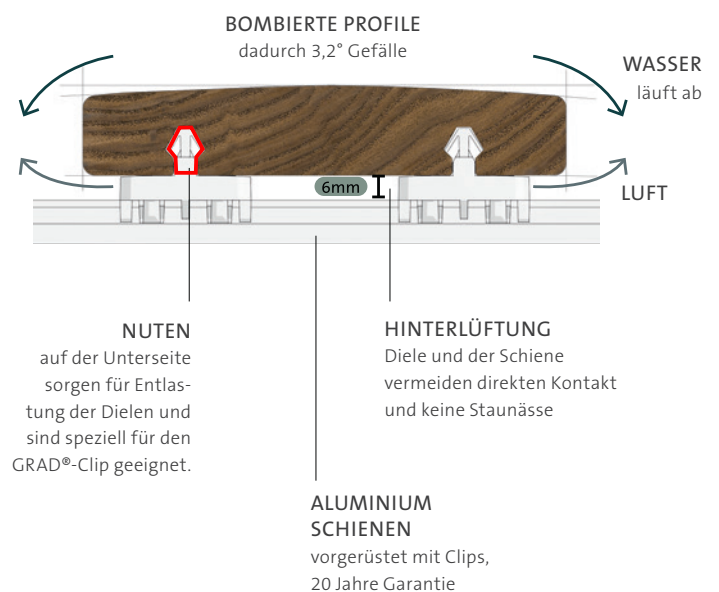 BOMBIERTE PROFILE
dadurch 3,2° Gefälle
WASSER
läuft ab
6mm
LUFT
NUTEN
auf der Unterseite
sorgen für Entlas-
tung der Dielen und
sind speziell für den
GRAD®-Clip geeignet.
HINTERLÜFTUNG
Diele und der Schiene
vermeiden direkten Kontakt
und keine Staunässe
ALUMINIUM
SCHIENEN
vorgerüstet mit Clips,
20 Jahre Garantie